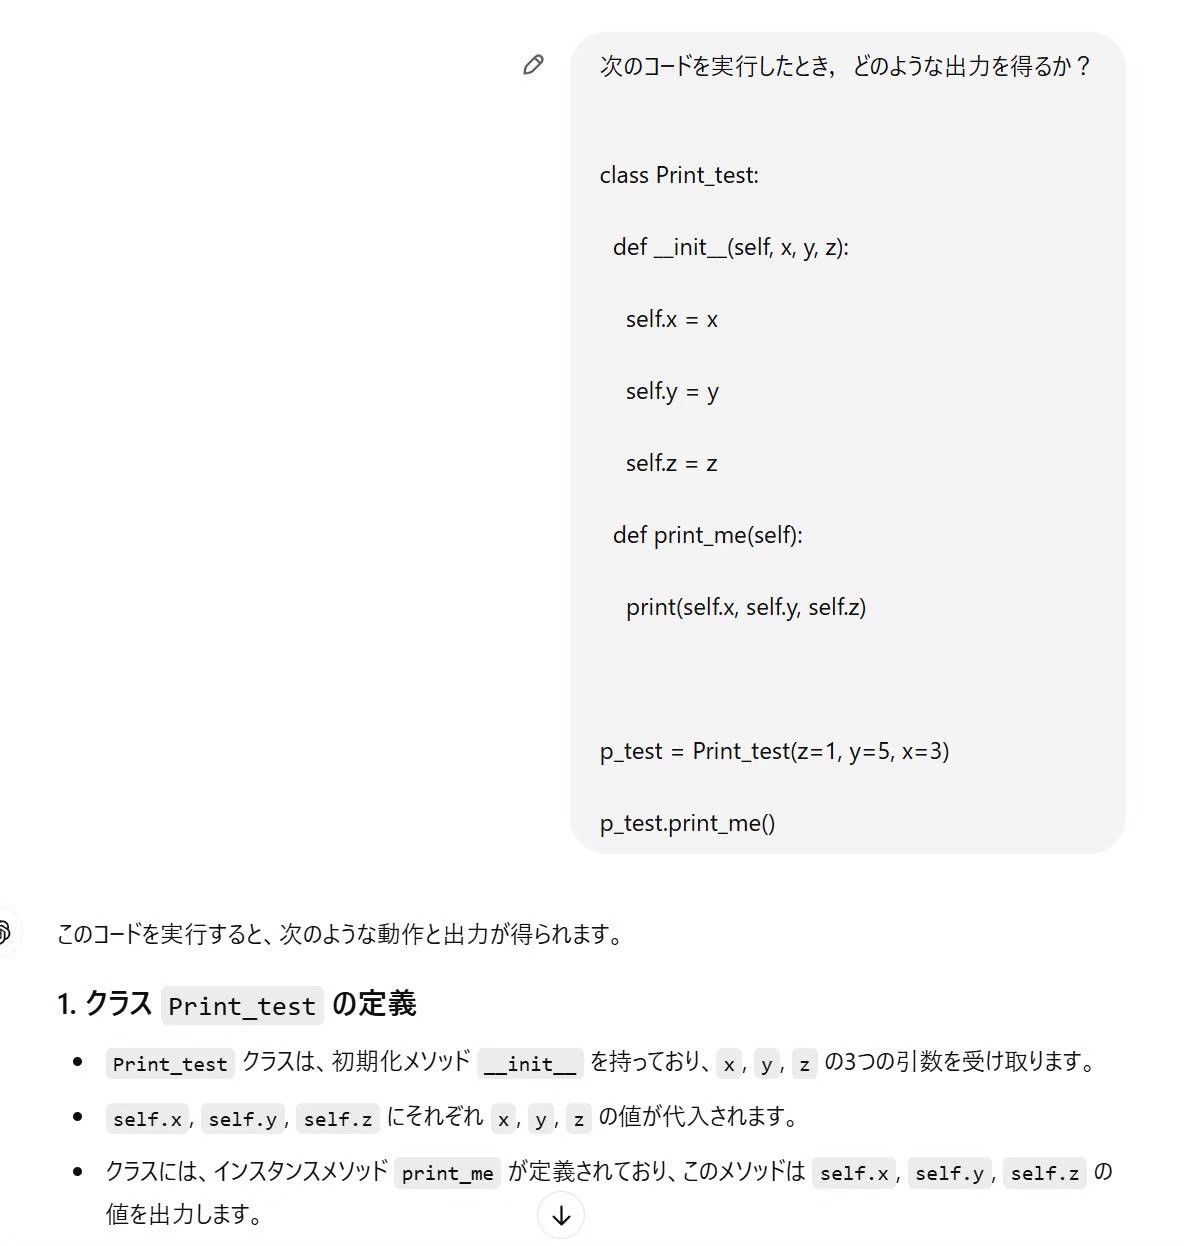 次のコードを実行したとき，どのような出力を得るか？
class Print_test:
def __init__(self, x, y, z):
self.x = x
self.y = y
self.z = z
def print_me(self):
print(self.x, self.y, self.z)
p_test = Print_test(z=1, y=5, x=3)
p_test.print_me()
このコードを実行すると、次のような動作と出力が得られます。
1. クラス Print_test の定義
• Print_test クラスは、初期化メソッド __init__ を持っており、x, y, z の3つの引数を受け取ります。
• self.x, self.y, self.z にそれぞれ x, y, z の値が代入されます。
• クラスには、インスタンスメソッド print_me が定義されており、このメソッドは self.x, self.y, self.z の
値を出力します。